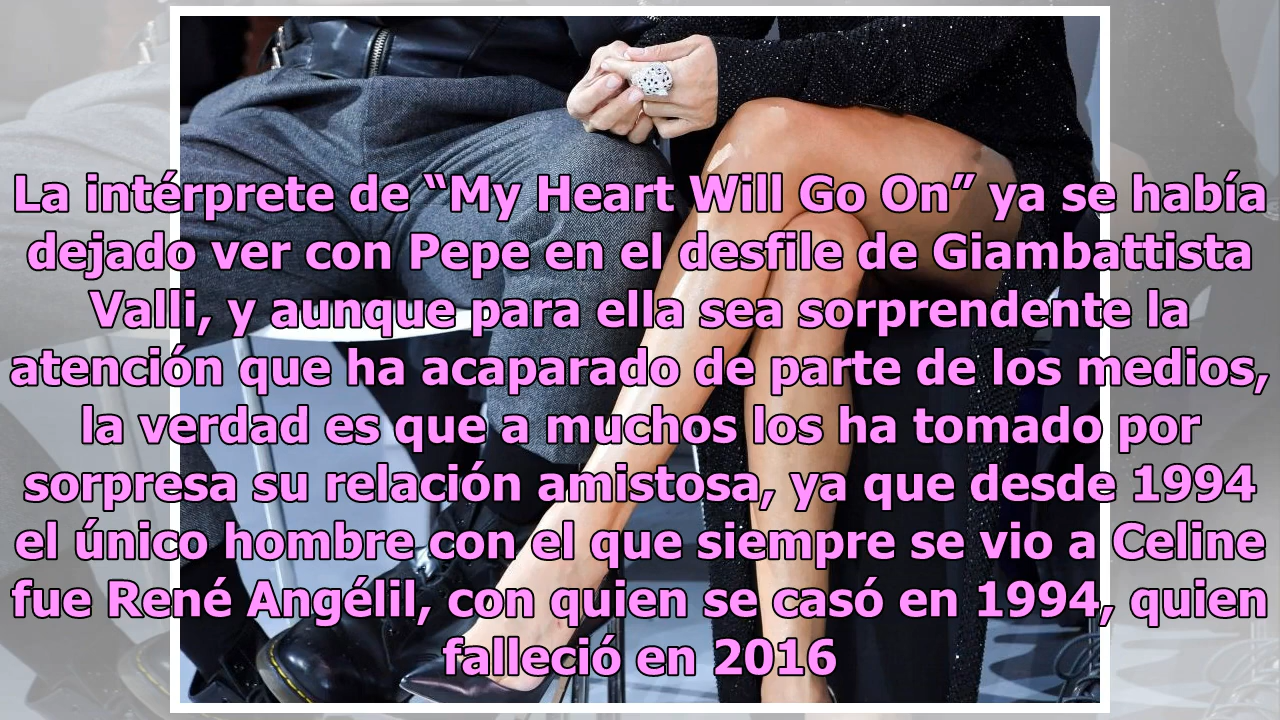 La intérprete de “My Heart Will Go On” ya se había
dejado ver con Pepe en el desfile de Giambattista
Valli, y aunque para ella sea sorprendente la
atención que ha acaparado de parte de los medios,
la verdad es que a muchos los ha tomado por
sorpresa su relación amistosa, ya que desde 1994
el único hombre con el que siempre se vio a Celine
fue René Angélil, con quien se casó en 1994, quien
falleció en 2016